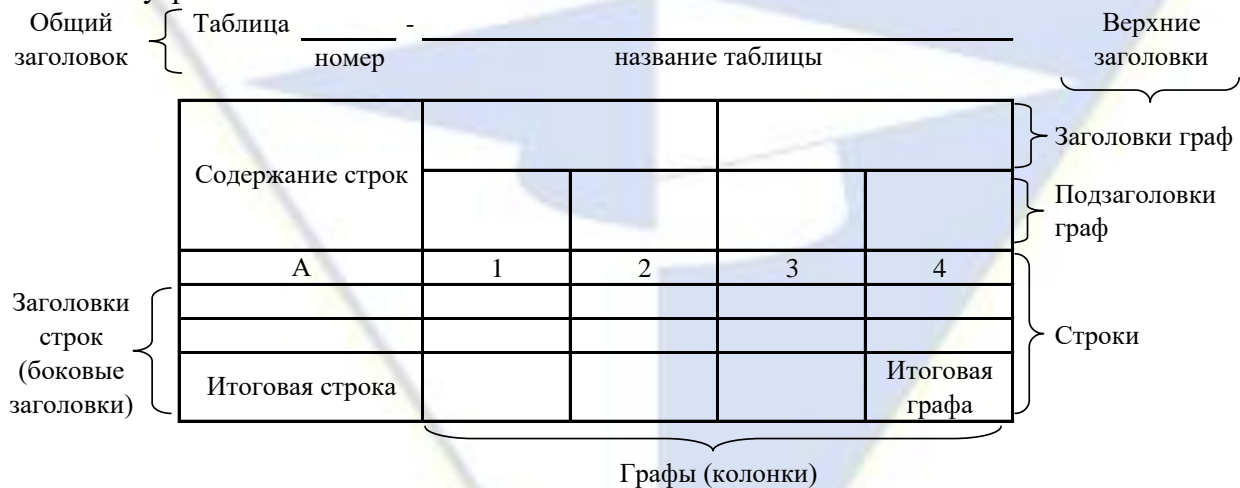 Общий
заголовок
Таблица -
номер
название таблицы
Верхние
заголовки
Содержание строк
Заголовки граф
Подзаголовки
граф
А 1 2 3 4
Заголовки
строк
(боковые
заголовки)
Строки
Итоговая строка
Итоговая
графа
Графы (колонки)